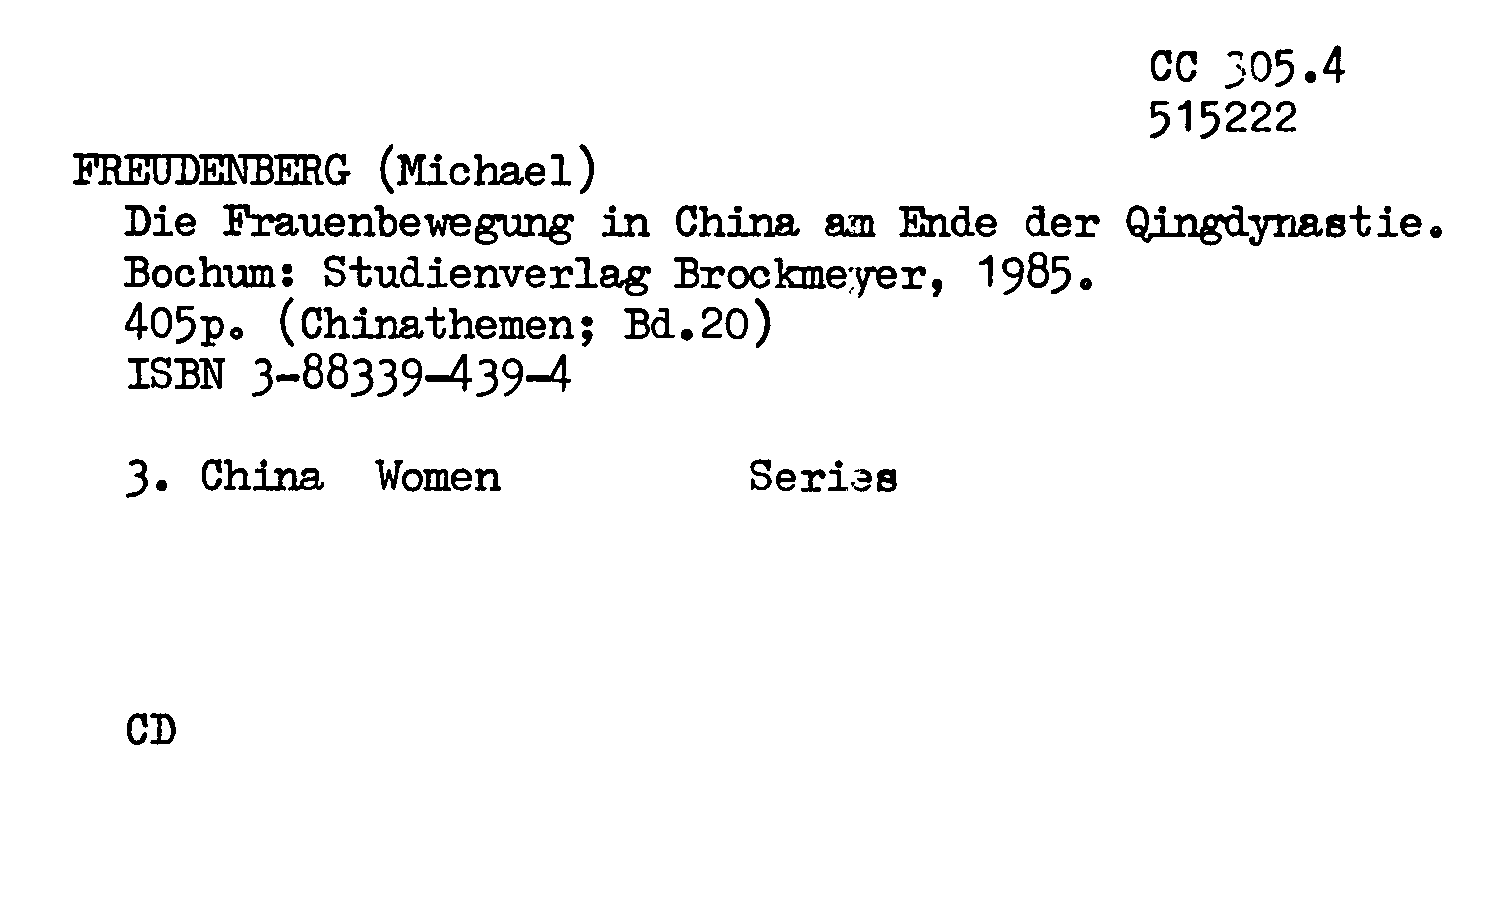 CC 305.4
515222
FREUDENBERG (Michael)
Die Frauenbewegung in China am Ende der Qingdynastie.
Bochum: Studienverlag Brockmeyer, 1985.
405p. (Chinathemen; Bd.20)
ISBN 3-88339-439-4
3. China Women Series
CD